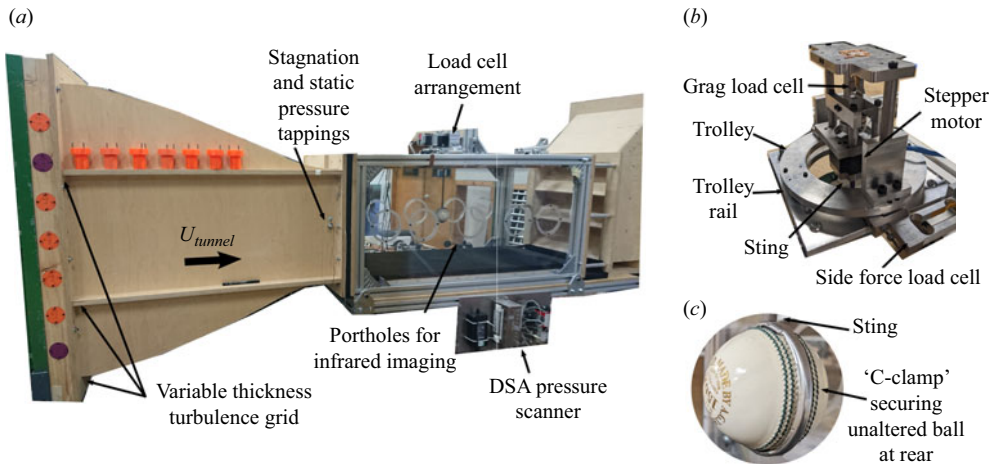 (a)
Stagnation
and static
pressure
tappings
Load cell
arrangement
U_tunnel
Portholes for
infrared imaging
Variable thickness
turbulence grid
DSA pressure
scanner
(b)
Grag load cell
Stepper
motor
Trolley
Trolley
rail
Sting
Side force load cell
(c)
Sting
MADE BY A.G.
‘C-clamp’
securing
unaltered ball
at rear